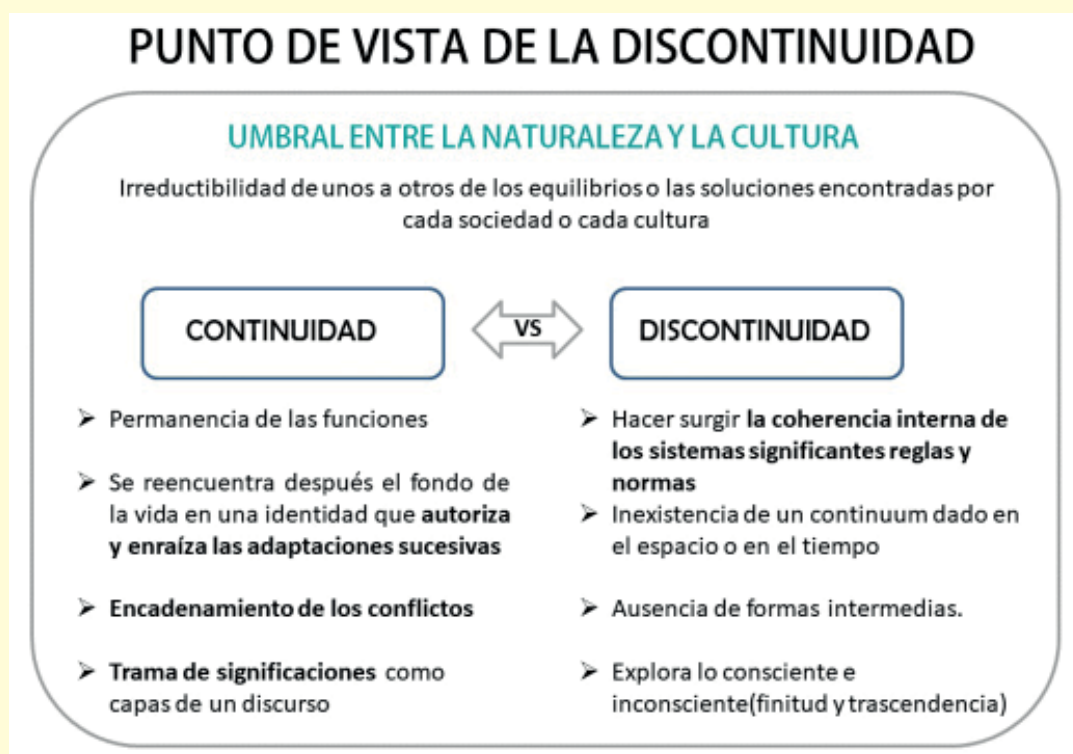 PUNTO DE VISTA DE LA DISCONTINUIDAD
UMBRAL ENTRE LA NATURALEZA Y LA CULTURA
Irreductibilidad de unos a otros de los equilibrios o las soluciones encontradas por
cada sociedad o cada cultura
CONTINUIDAD
VS
DISCONTINUIDAD
➢ Permanencia de las funciones
➢ Se reencuentra después el fondo de
la vida en una identidad que autoriza
y enraíza las adaptaciones sucesivas
➢ Encadenamiento de los conflictos
➢ Trama de significaciones como
capas de un discurso
➢ Hacer surgir la coherencia interna de
los sistemas significantes reglas y
normas
➢ Inexistencia de un continuum dado en
el espacio o en el tiempo
➢ Ausencia de formas intermedias.
➢ Explora lo consciente e
inconsciente(finitud y trascendencia)